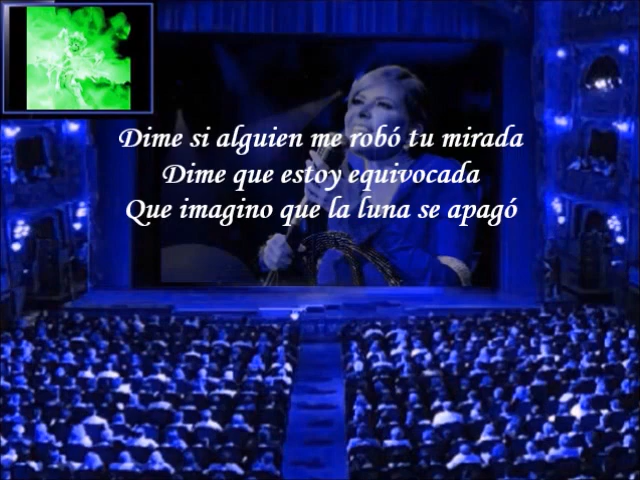 Dime si alguien me robó tu mirada
Dime que estoy equivocada
Que imagino que la luna se apagó